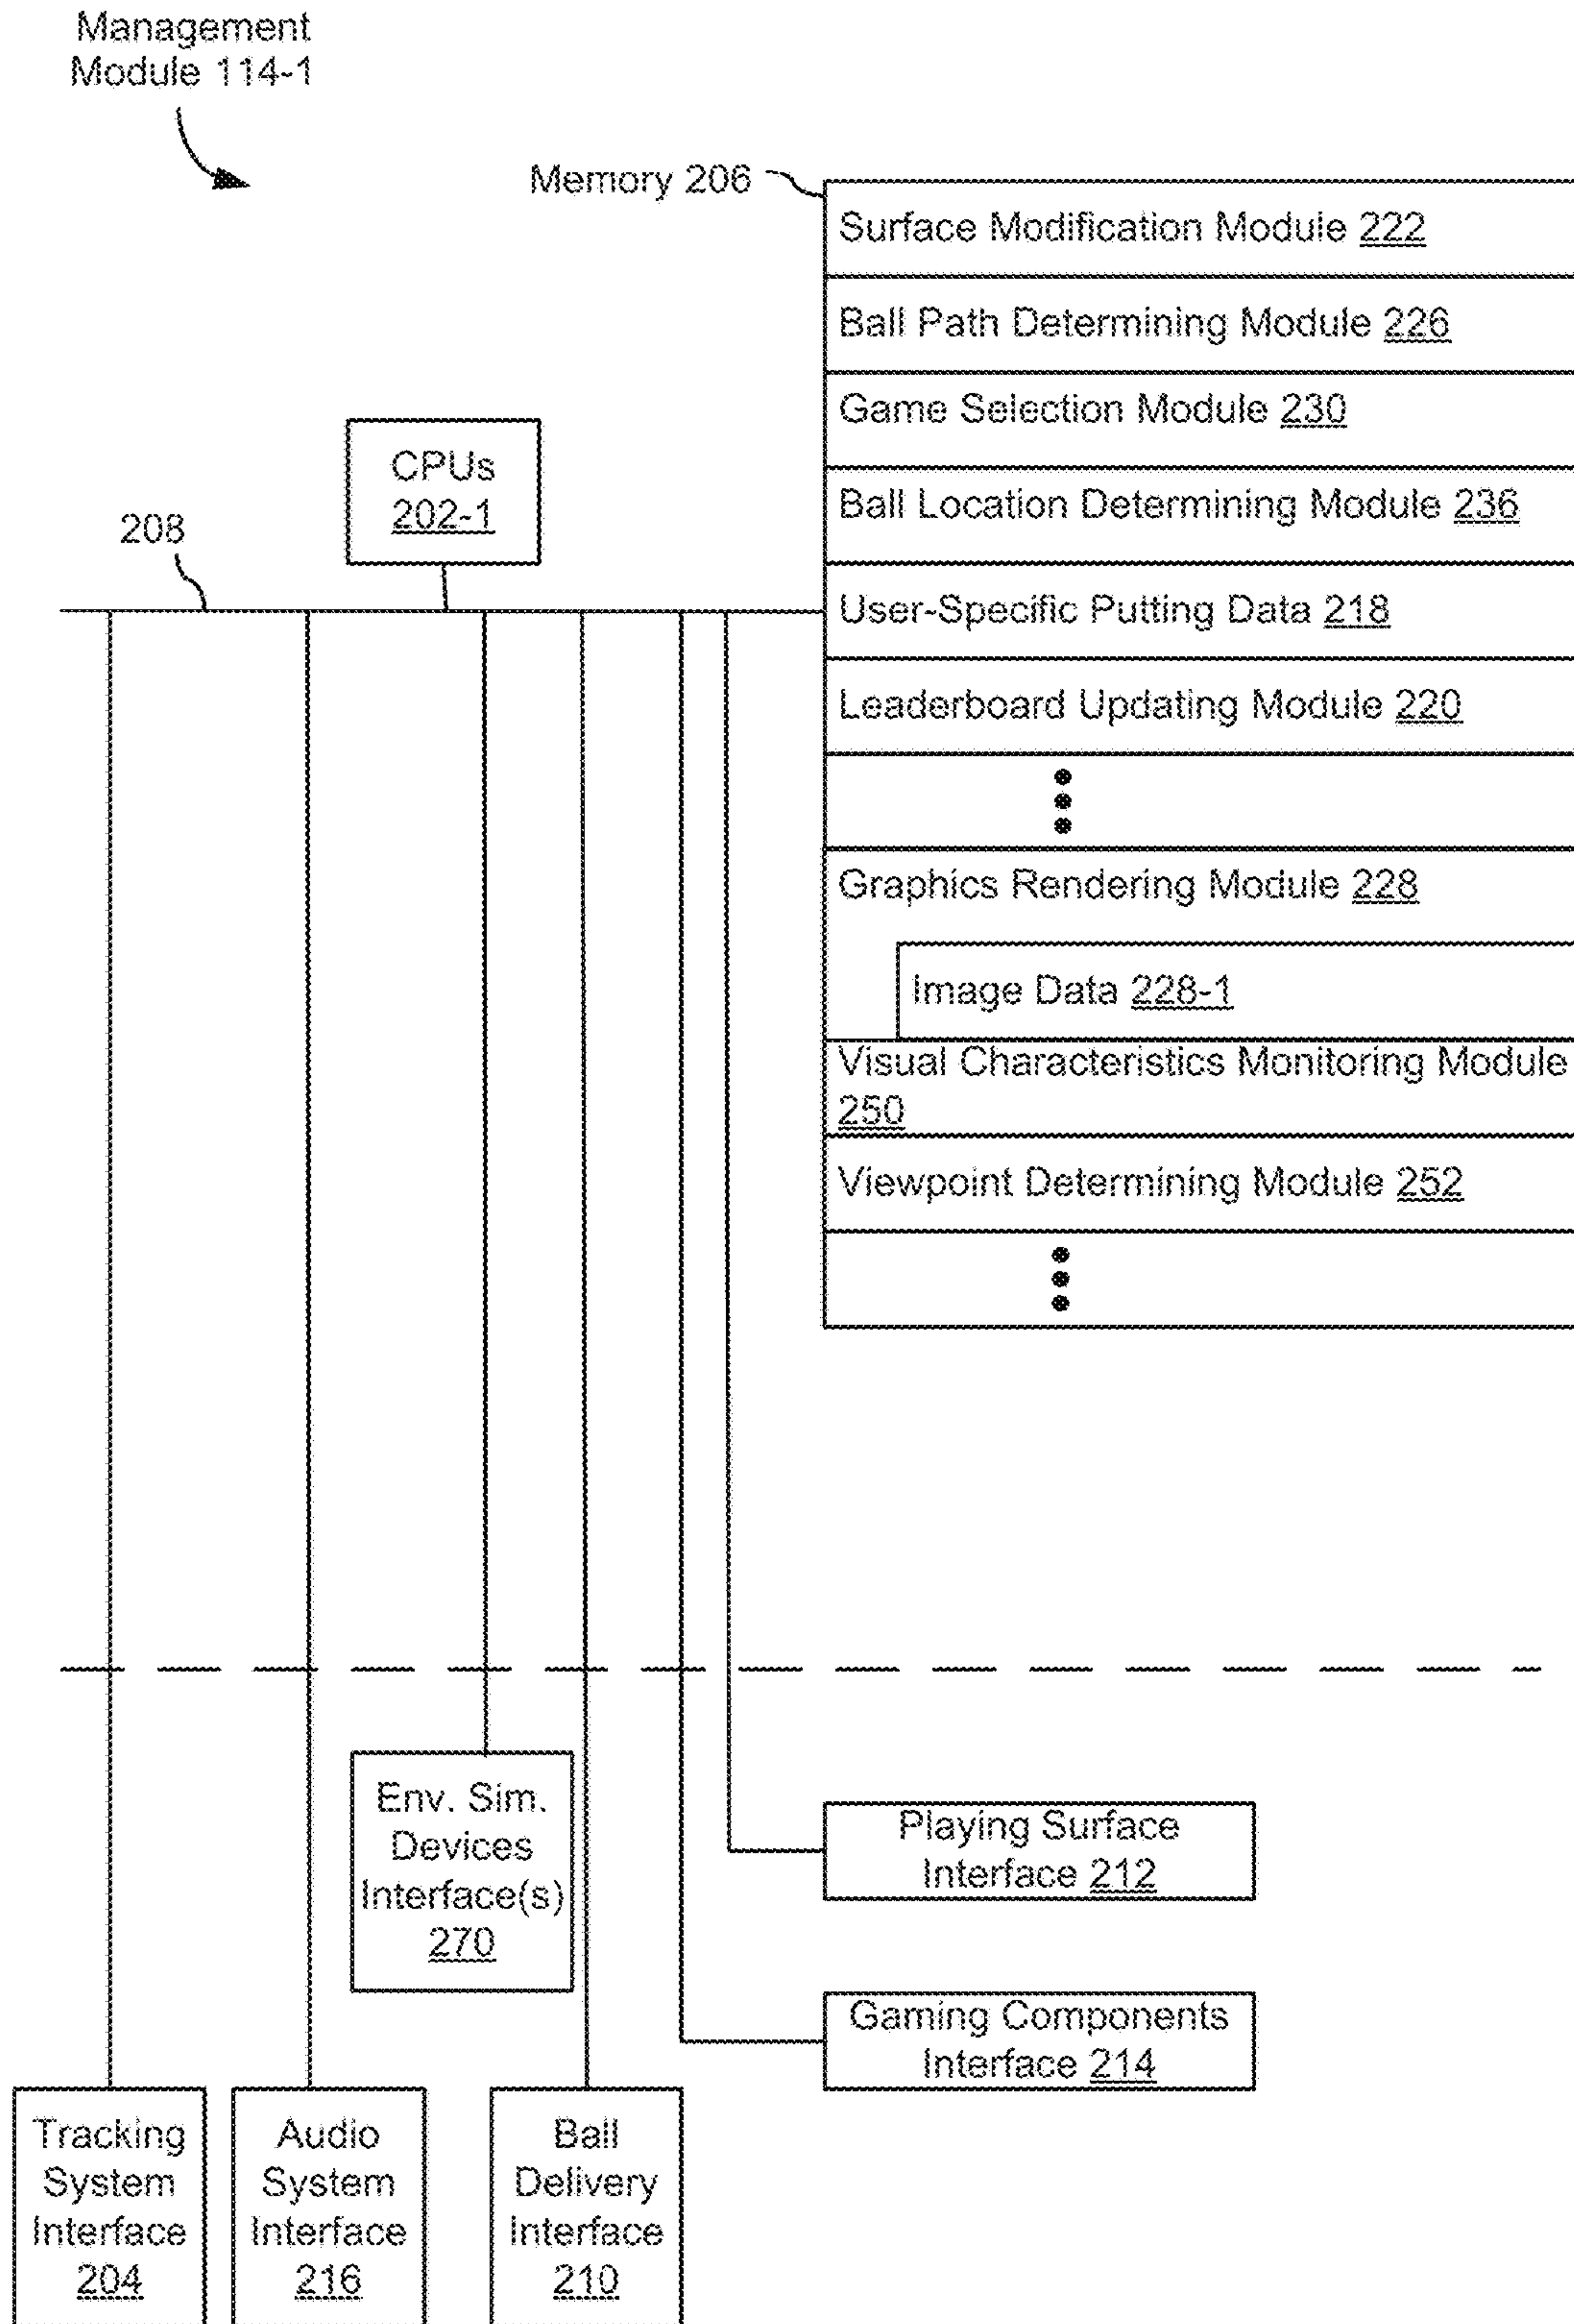 Management
Module 114-1
Memory 206
Surface Modification Module 222
Ball Path Determining Module 226
Game Selection Module 230
CPUs
202-1
208
Ball Location Determining Module 236
User-Specific Putting Data 218
Leaderboard Updating Module 220
Graphics Rendering Module 228
Image Data 228-1
Visual Characteristics Monitoring Module
250
Viewpoint Determining Module 252
Env. Sim.
Devices
Interface(s)
270
Playing Surface
Interface 212
Gaming Components
Interface 214
Tracking
System
Interface
204
Audio
System
Interface
216
Ball
Delivery
Interface
210